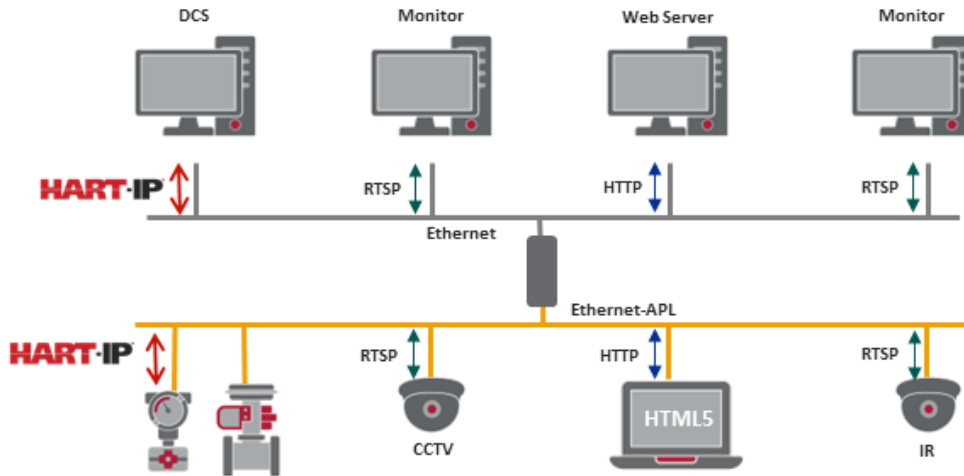 DCS
Monitor
Web Server
Monitor
HART·IP
RTSP
HTTP
RTSP
Ethernet
Ethernet-APL
HART·IP
RTSP
HTTP
RTSP
HTML5
CCTV
IR